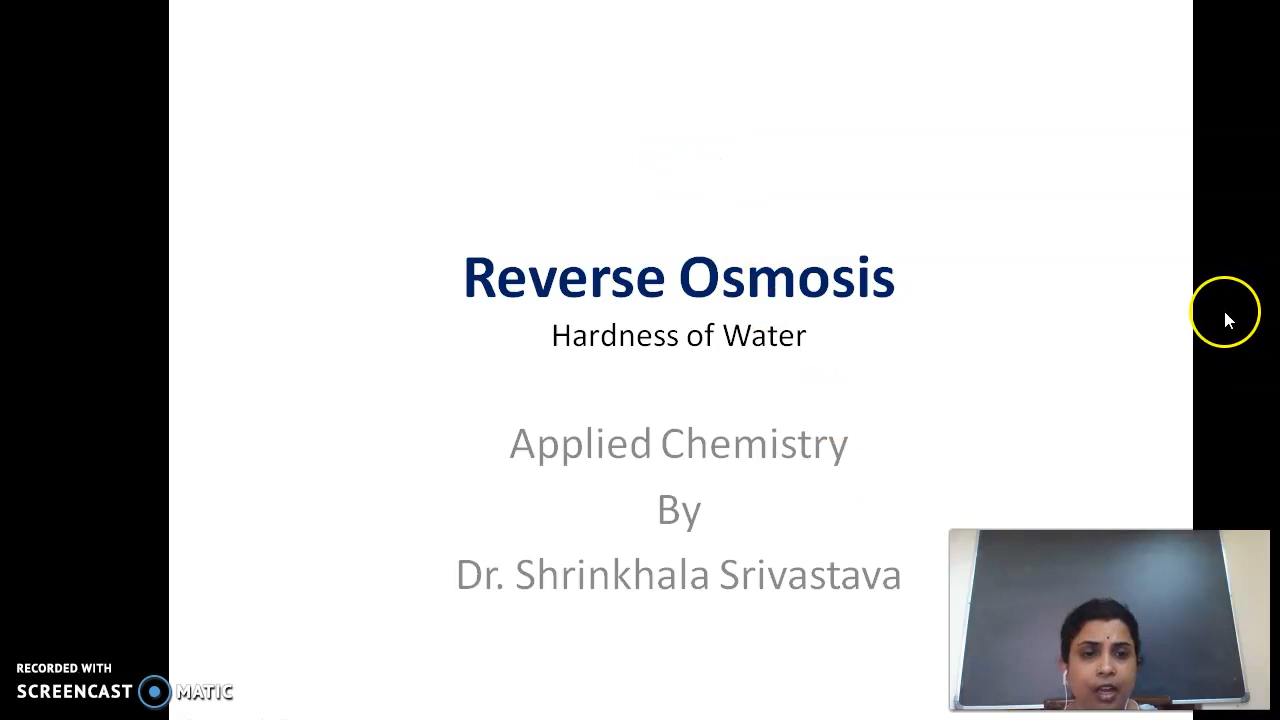 Reverse Osmosis
Hardness of Water
Applied Chemistry
By
Dr. Shrinkhala Srivastava
RECORDED WITH
SCREENCAST MATIC